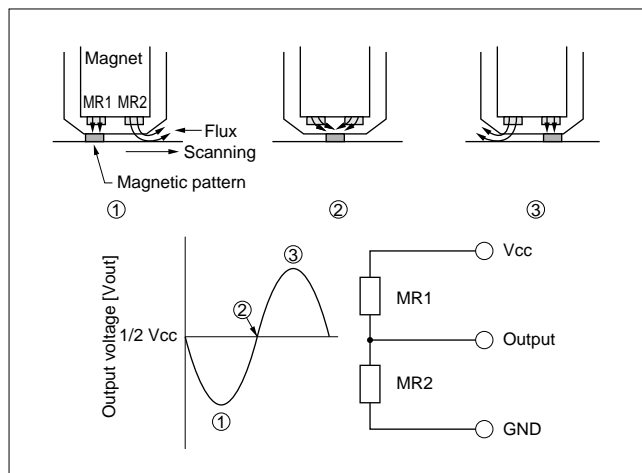 Magnet
MR1 MR2
Flux
Scanning
Magnetic pattern
①
②
③
Output voltage [Vout]
1/2 Vcc
①
②
③
Vcc
MR1
Output
MR2
GND